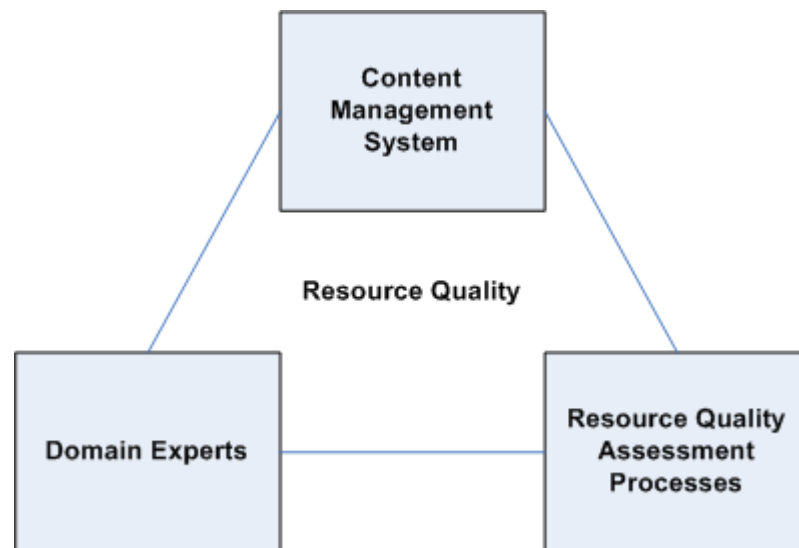 Content
Management
System
Resource Quality
Domain Experts
Resource Quality
Assessment
Processes